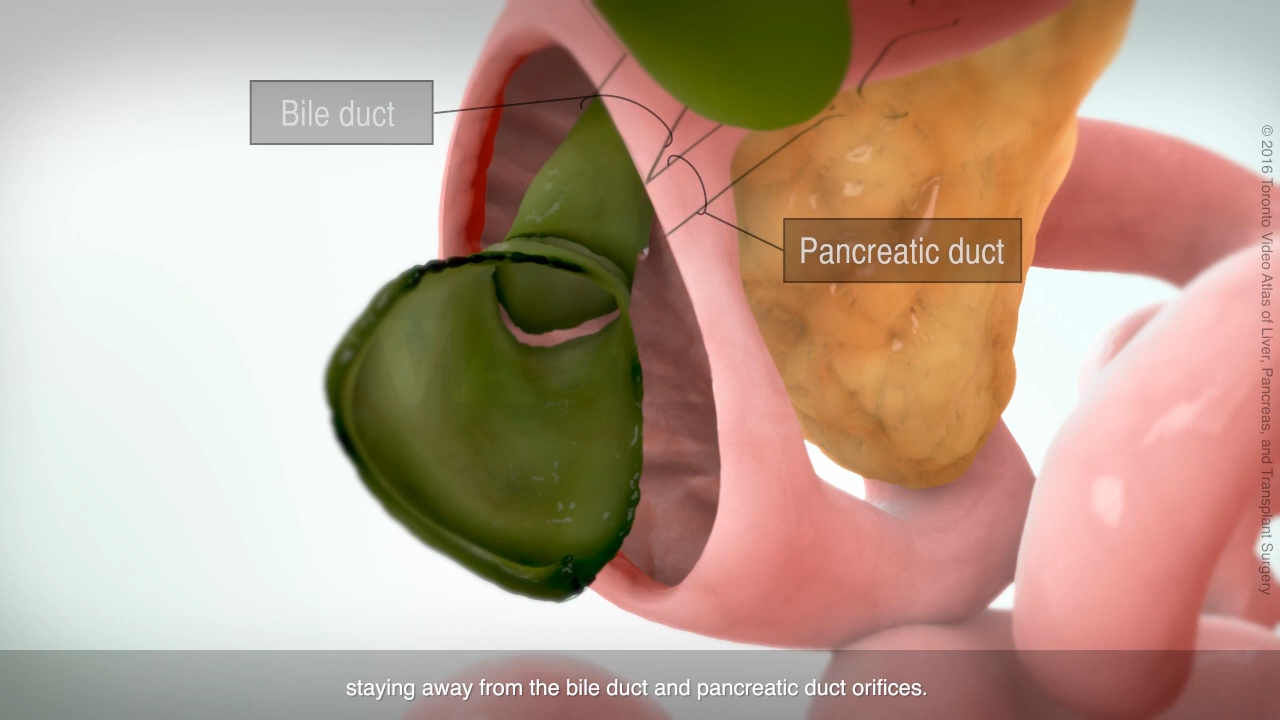 Bile duct
Pancreatic duct
© 2016 Toronto Video Atlas of Liver, Pancreas, and Transplant Surgery
staying away from the bile duct and pancreatic duct orifices.